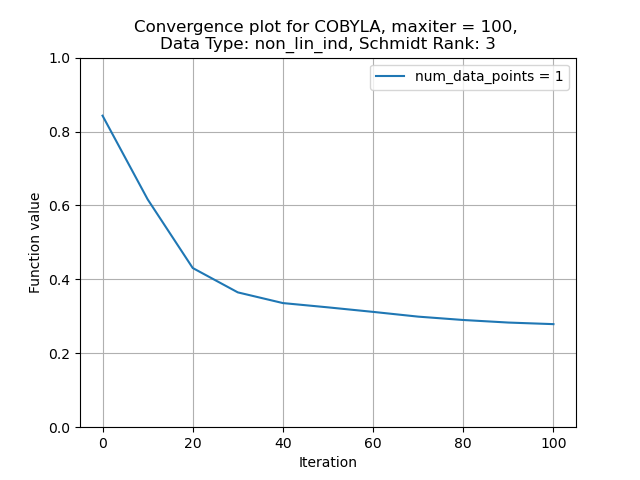 Convergence plot for COBYLA, maxiter = 100,
Data Type: non_lin_ind, Schmidt Rank: 3
num_data_points = 1
Function value
1.0
0.8
0.6
0.4
0.2
0.0
0 20 40 60 80 100
Iteration